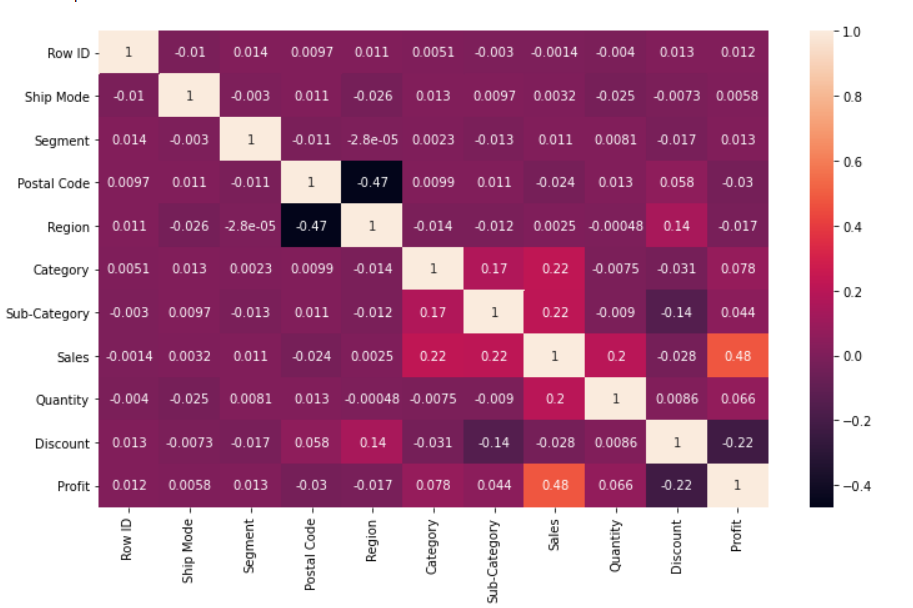 Row ID 1 -0.01 0.014 0.0097 0.011 0.0051 -0.003 -0.0014 -0.004 0.013 0.012
Ship Mode -0.01 1 -0.003 0.011 -0.026 0.013 0.0097 0.0032 -0.025 -0.0073 0.0058
Segment 0.014 -0.003 1 -0.011 -2.8e-05 0.0023 -0.013 0.011 0.0081 -0.017 0.013
Postal Code 0.0097 0.011 -0.011 1 -0.47 0.0099 0.011 -0.024 0.013 0.058 -0.03
Region 0.011 -0.026 -2.8e-05 -0.47 1 -0.014 -0.012 0.0025 -0.00048 0.14 -0.017
Category 0.0051 0.013 0.0023 0.0099 -0.014 1 0.17 0.22 -0.0075 -0.031 0.078
Sub-Category -0.003 0.0097 -0.013 0.011 -0.012 0.17 1 0.22 -0.009 -0.14 0.044
Sales -0.0014 0.0032 0.011 -0.024 0.0025 0.22 0.22 1 0.2 -0.028 0.48
Quantity -0.004 -0.025 0.0081 0.013 -0.00048 -0.0075 -0.009 0.2 1 0.0086 0.066
Discount 0.013 -0.0073 -0.017 0.058 0.14 -0.031 -0.14 -0.028 0.0086 1 -0.22
Profit 0.012 0.0058 0.013 -0.03 -0.017 0.078 0.044 0.48 0.066 -0.22 1
Row ID
Ship Mode
Segment
Postal Code
Region
Category
Sub-Category
Sales
Quantity
Discount
Profit
1.0
0.8
0.6
0.4
0.2
0.0
−0.2
−0.4